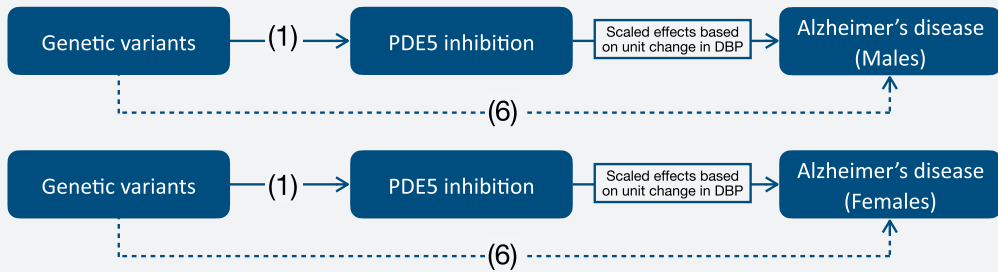 Genetic variants
(1)
PDE5 inhibition
Scaled effects based
on unit change in DBP
Alzheimer's disease
(Males)
(6)
Genetic variants
(1)
PDE5 inhibition
Scaled effects based
on unit change in DBP
Alzheimer's disease
(Females)
(6)